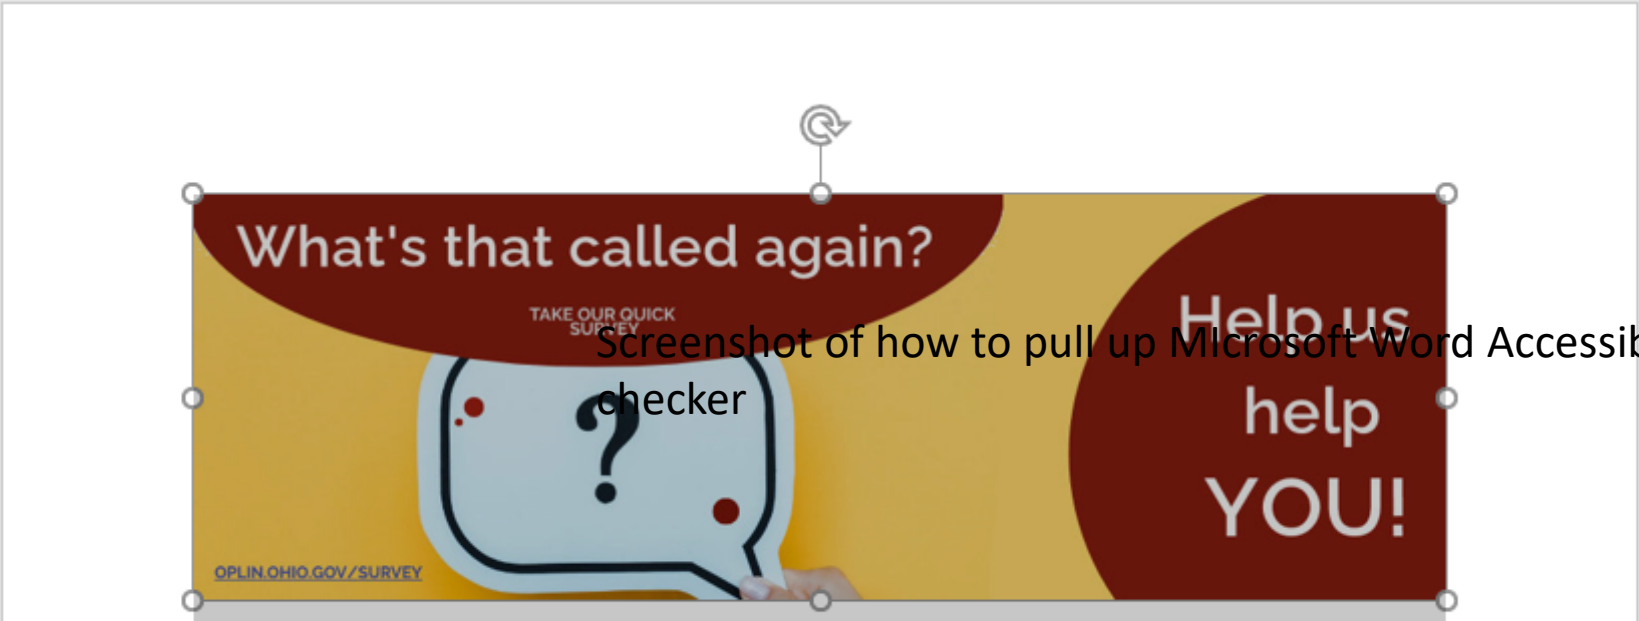 What's that called again?
TAKE OUR QUICK
SURVEY
Screenshot of how to pull up MIcrosoft Word Accessib
checker
Help us
help
YOU!
?
OPLIN.OHIO.GOV/SURVEY